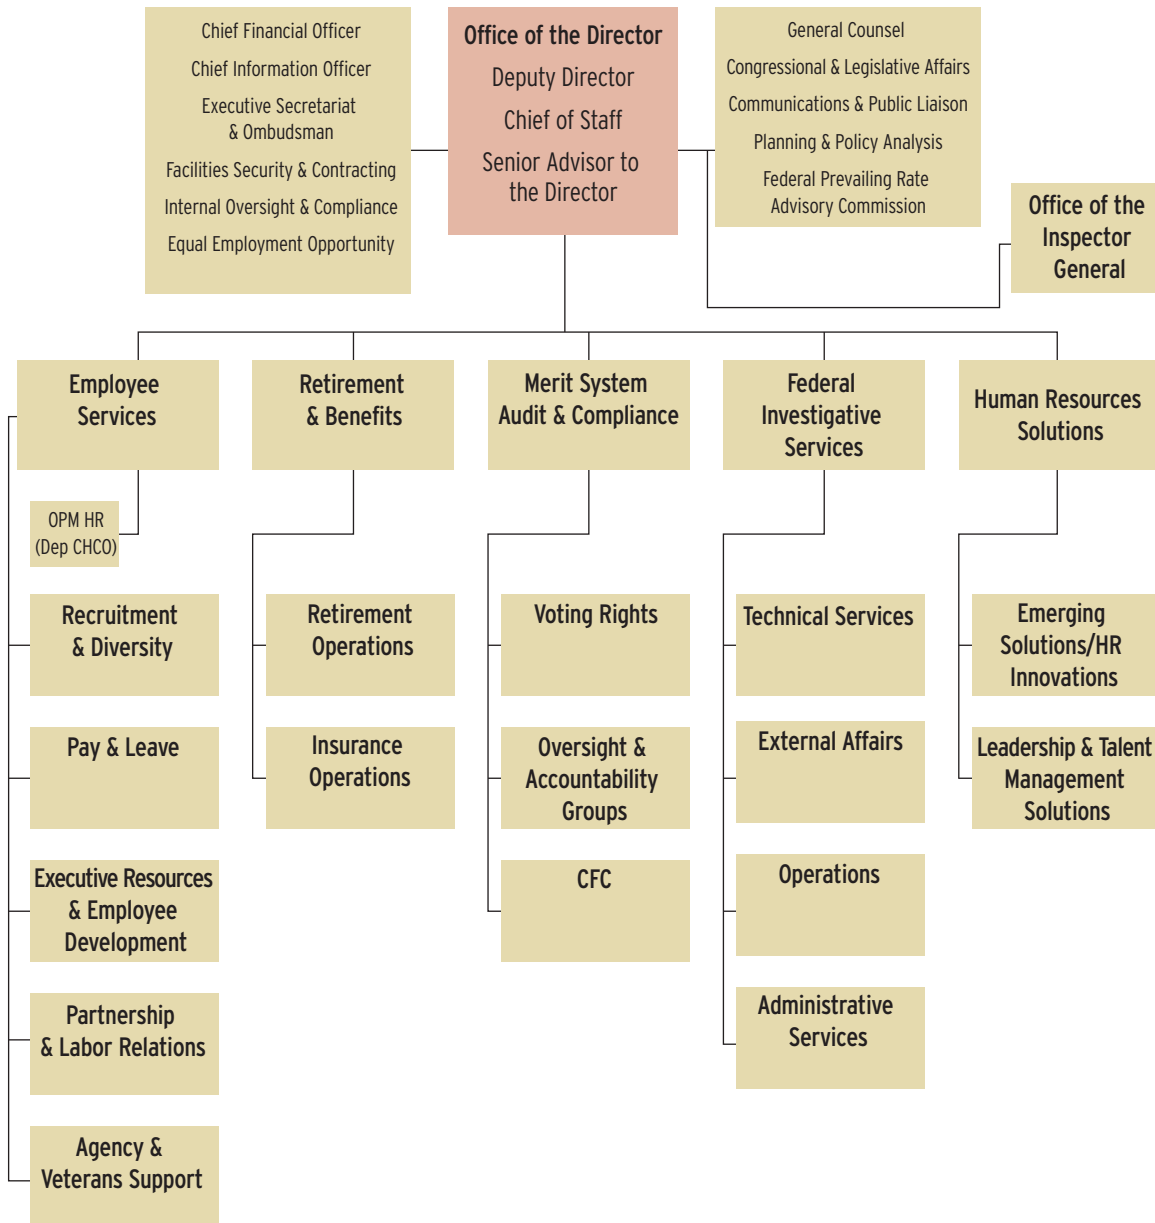 Chief Financial Officer
Chief Information Officer
Executive Secretariat
& Ombudsman
Facilities Security & Contracting
Internal Oversight & Compliance
Equal Employment Opportunity
Office of the Director
Deputy Director
Chief of Staff
Senior Advisor to
the Director
General Counsel
Congressional & Legislative Affairs
Communications & Public Liaison
Planning & Policy Analysis
Federal Prevailing Rate
Advisory Commission
Office of the
Inspector
General
Employee
Services
Retirement
& Benefits
Merit System
Audit & Compliance
Federal
Investigative
Services
Human Resources
Solutions
OPM HR
(Dep CHCO)
Recruitment
& Diversity
Pay & Leave
Executive Resources
& Employee
Development
Partnership
& Labor Relations
Agency &
Veterans Support
Retirement
Operations
Insurance
Operations
Voting Rights
Oversight &
Accountability
Groups
CFC
Technical Services
External Affairs
Operations
Administrative
Services
Emerging
Solutions/HR
Innovations
Leadership & Talent
Management
Solutions